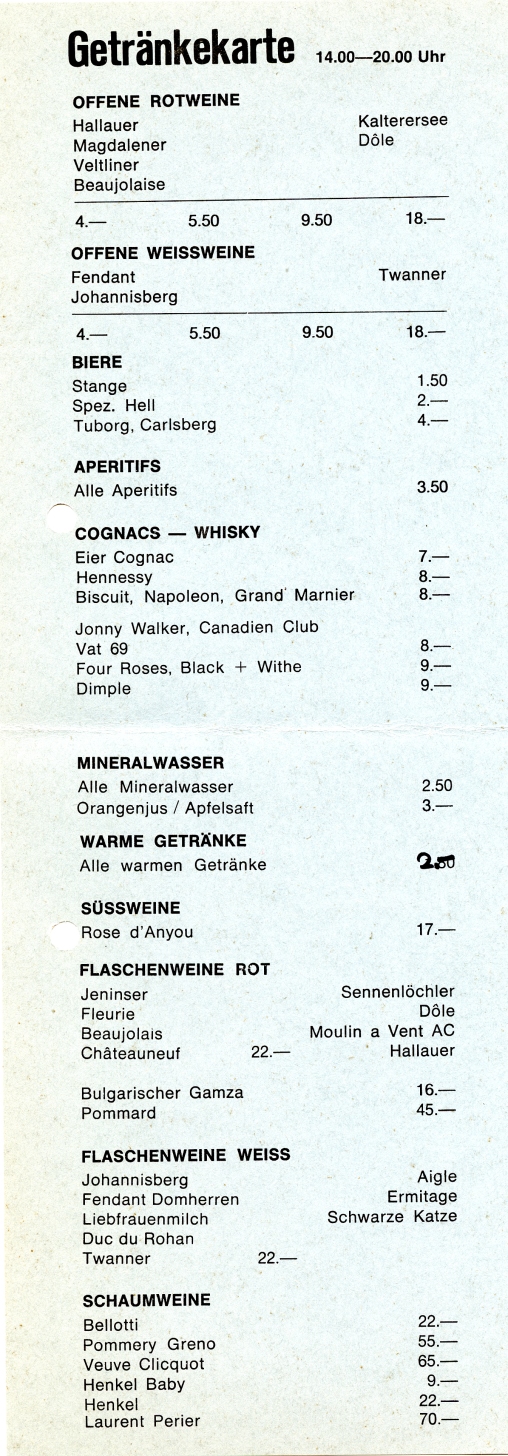 Getränkekarte 14.00—20.00 Uhr
OFFENE ROTWEINE
Hallauer Kalterersee
Magdalener Dôle
Veltliner
Beaujolaise
4.— 5.50 9.50 18.—
OFFENE WEISSWEINE
Fendant Twanner
Johannisberg
4.— 5.50 9.50 18.—
BIERE
Stange 1.50
Spez. Hell 2.—
Tuborg, Carlsberg 4.—
APERITIFS
Alle Aperitifs 3.50
COGNACS — WHISKY
Eier Cognac 7.—
Hennessy 8.—
Biscuit, Napoleon, Grand Marnier 8.—
Jonny Walker, Canadien Club
Vat 69 8.—
Four Roses, Black + Withe 9.—
Dimple 9.—
MINERALWASSER
Alle Mineralwasser 2.50
Orangenjus / Apfelsaft 3.—
WARME GETRÄNKE
Alle warmen Getränke 2.50
SÜSSWEINE
Rose d'Anyou 17.—
FLASCHENWEINE ROT
Jeninser Sennenlöchler
Fleurie Dôle
Beaujolais Moulin a Vent AC
Châteauneuf 22.— Hallauer
Bulgarischer Gamza 16.—
Pommard 45.—
FLASCHENWEINE WEISS
Johannisberg Aigle
Fendant Domherren Ermitage
Liebfrauenmilch Schwarze Katze
Duc du Rohan
Twanner 22.—
SCHAUMWEINE
Bellotti 22.—
Pommery Greno 55.—
Veuve Clicquot 65.—
Henkel Baby 9.—
Henkel 22.—
Laurent Perier 70.—